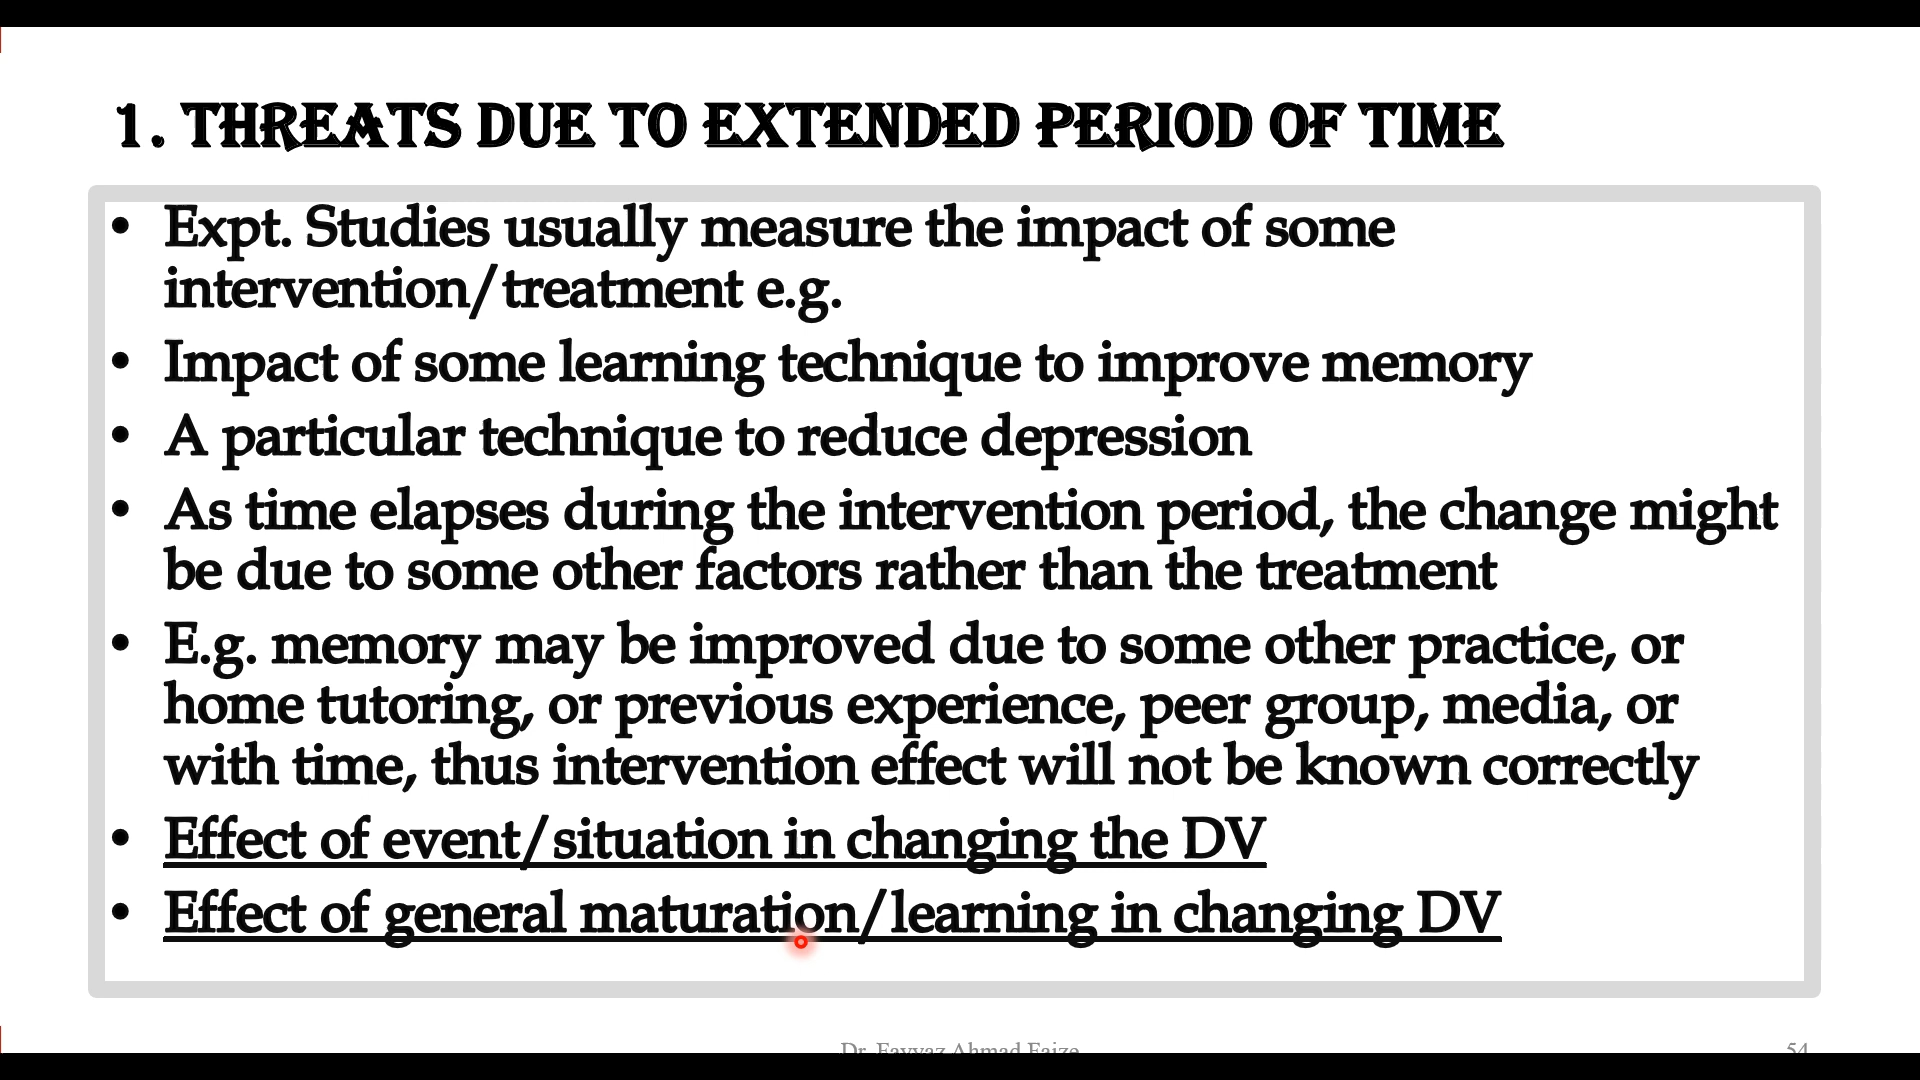 1. THREATS DUE TO EXTENDED PERIOD OF TIME
• Expt. Studies usually measure the impact of some
intervention/treatment e.g.
• Impact of some learning technique to improve memory
• A particular technique to reduce depression
• As time elapses during the intervention period, the change might
be due to some other factors rather than the treatment
• E.g. memory may be improved due to some other practice, or
home tutoring, or previous experience, peer group, media, or
with time, thus intervention effect will not be known correctly
• Effect of event/situation in changing the DV
• Effect of general maturation/learning in changing DV
Dr. Fayyaz Ahmad Faize
54